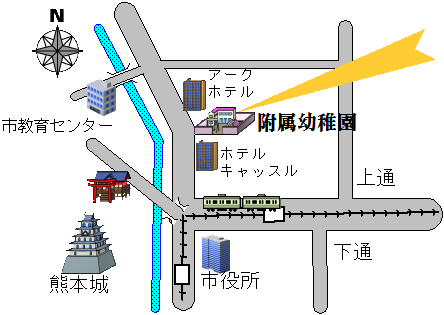 N
アーク
ホテル
市教育センター
附属幼稚園
ホテル
キャッスル
上通
下通
熊本城
市役所